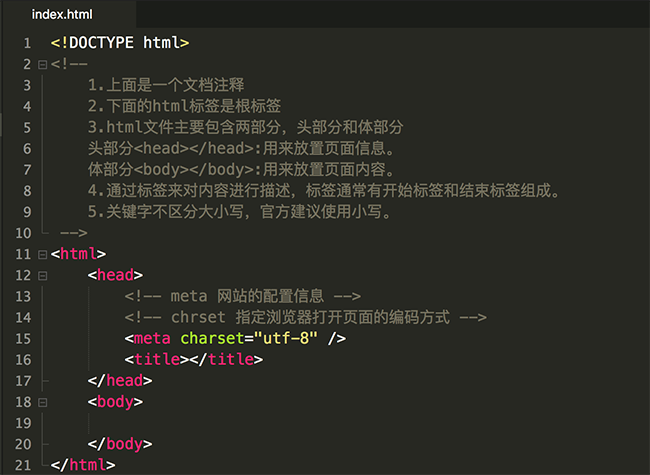 index.html
1 <!DOCTYPE html>
2 <!--
3 1.上面是一个文档注释
4 2.下面的html标签是根标签
5 3.html文件主要包含两部分，头部分和体部分
6 头部分<head></head>:用来放置页面信息。
7 体部分<body></body>:用来放置页面内容。
8 4.通过标签来对内容进行描述，标签通常有开始标签和结束标签组成。
9 5.关键字不区分大小写，官方建议使用小写。
10 -->
11 <html>
12 <head>
13 <!-- meta 网站的配置信息 -->
14 <!-- chrset 指定浏览器打开页面的编码方式 -->
15 <meta charset="utf-8" />
16 <title></title>
17 </head>
18 <body>
19
20 </body>
21 </html>